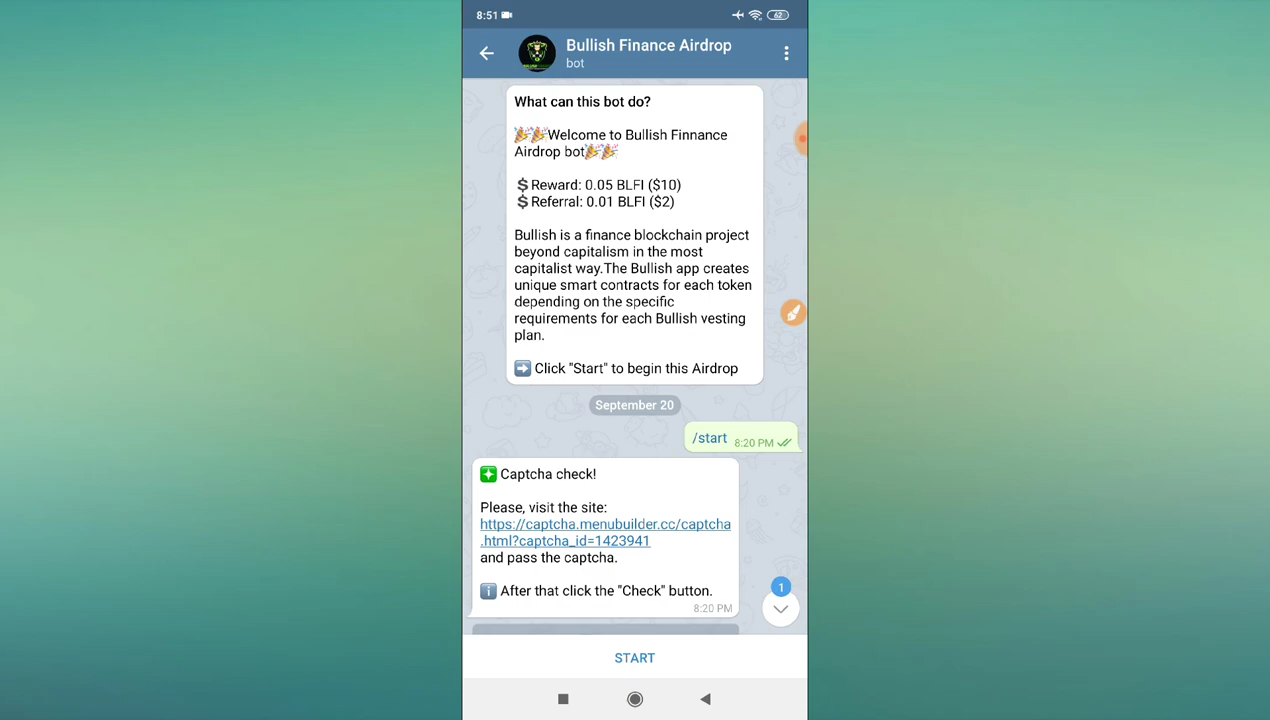 8:51
62
Bullish Finance Airdrop
bot
What can this bot do?
🎉🎉Welcome to Bullish Finnance
Airdrop bot🎉🎉
💲Reward: 0.05 BLFI ($10)
💲Referral: 0.01 BLFI ($2)
Bullish is a finance blockchain project
beyond capitalism in the most
capitalist way.The Bullish app creates
unique smart contracts for each token
depending on the specific
requirements for each Bullish vesting
plan.
➡️ Click "Start" to begin this Airdrop
September 20
/start 8:20 PM
Captcha check!
Please, visit the site:
https://captcha.menubuilder.cc/captcha
.html?captcha_id=1423941
and pass the captcha.
ℹ️ After that click the "Check" button.
8:20 PM
1
START